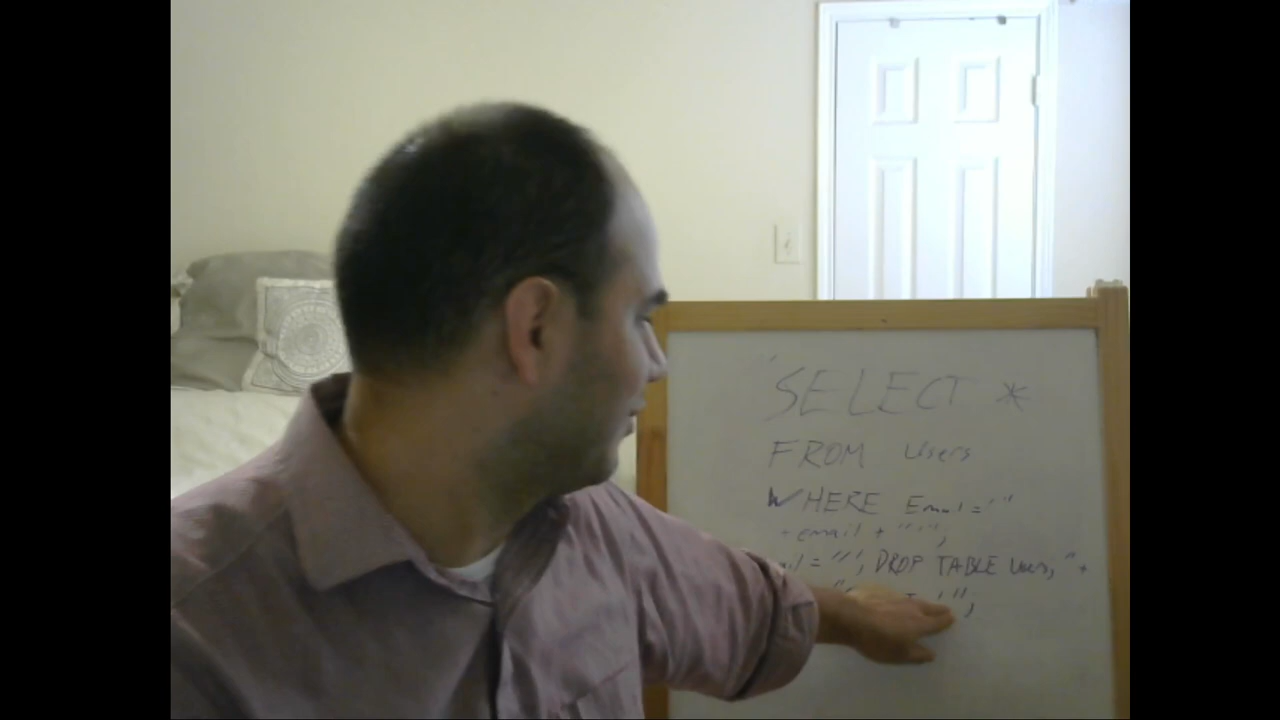 "SELECT *
FROM Users
WHERE Email='"
+ email + "'";
= "'; DROP TABLE Users; " +
'";